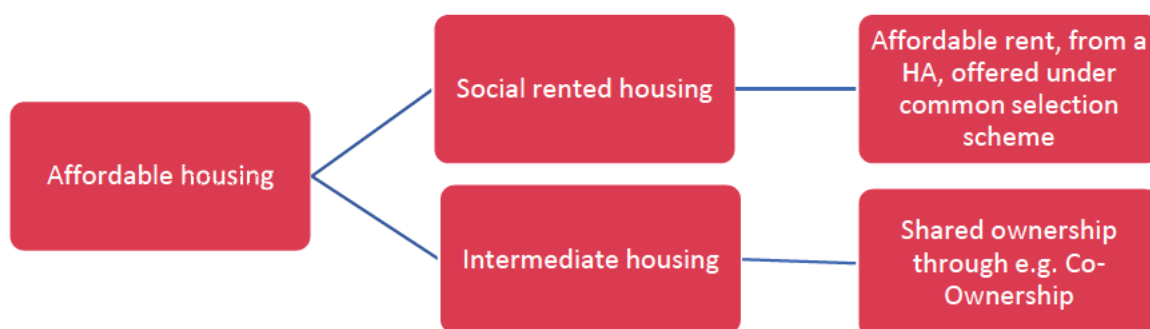 Affordable housing
Social rented housing
Affordable rent, from a
HA, offered under
common selection
scheme
Intermediate housing
Shared ownership
through e.g. Co-
Ownership